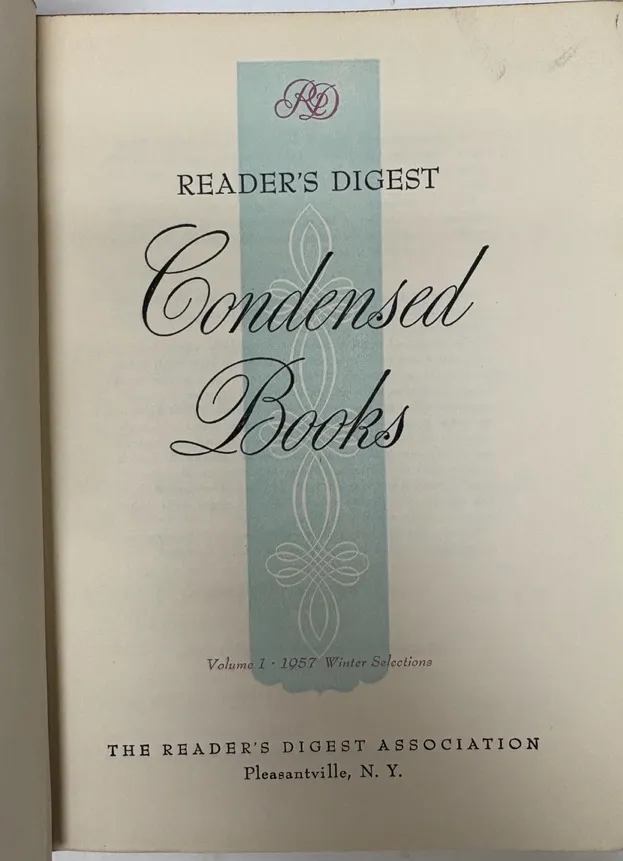 RD
READER'S DIGEST
Condensed
Books
Volume 1 · 1957 Winter Selections
THE READER'S DIGEST ASSOCIATION
Pleasantville, N. Y.